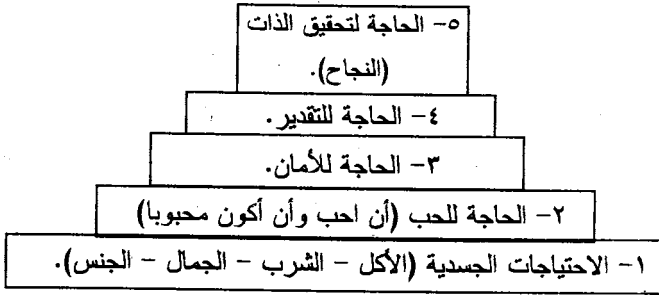 ٥- الحاجة لتحقيق الذات
(النجاح).
٤- الحاجة للتقدير.
٣- الحاجة للأمان.
٢- الحاجة للحب (أن احب وأن أكون محبوبا)
١- الاحتياجات الجسدية (الأكل - الشرب - الجمال - الجنس).